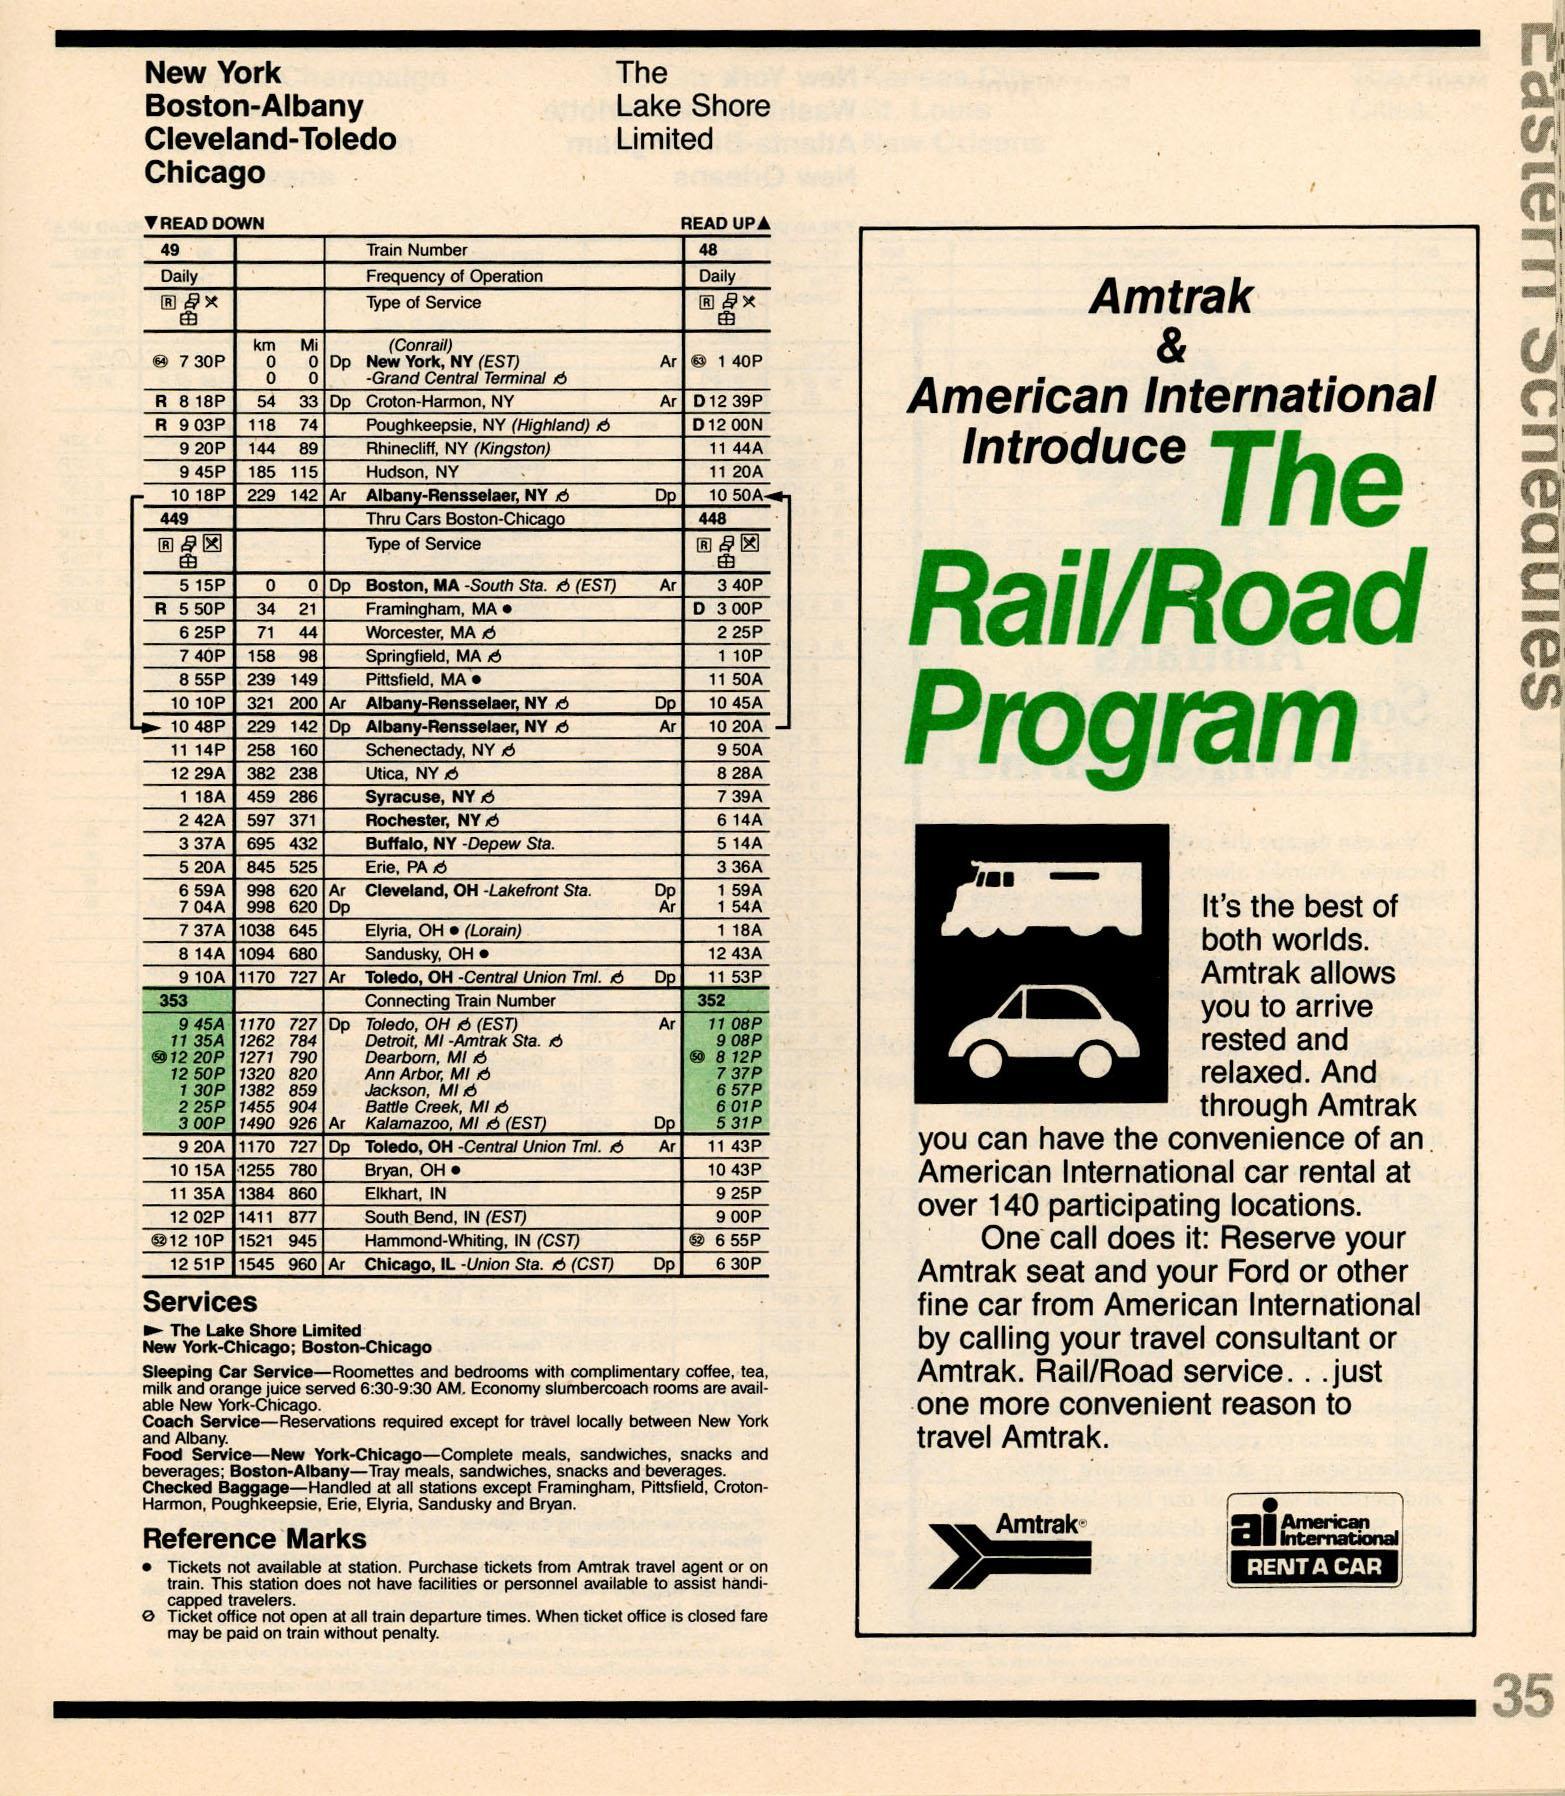 New York
Boston-Albany
Cleveland-Toledo
Chicago
The
Lake Shore
Limited
▼READ DOWN READ UP▲
49 Train Number 48
Daily Frequency of Operation Daily
R Type of Service R
km Mi (Conrail)
64 7 30P 0 0 Dp New York, NY (EST) Ar 63 1 40P
0 0 -Grand Central Terminal
R 8 18P 54 33 Dp Croton-Harmon, NY Ar D 12 39P
R 9 03P 118 74 Poughkeepsie, NY (Highland) D 12 00N
9 20P 144 89 Rhinecliff, NY (Kingston) 11 44A
9 45P 185 115 Hudson, NY 11 20A
10 18P 229 142 Ar Albany-Rensselaer, NY Dp 10 50A
449 Thru Cars Boston-Chicago 448
R Type of Service R
5 15P 0 0 Dp Boston, MA -South Sta. (EST) Ar 3 40P
R 5 50P 34 21 Framingham, MA ● D 3 00P
6 25P 71 44 Worcester, MA 2 25P
7 40P 158 98 Springfield, MA 1 10P
8 55P 239 149 Pittsfield, MA ● 11 50A
10 10P 321 200 Ar Albany-Rensselaer, NY Dp 10 45A
10 48P 229 142 Dp Albany-Rensselaer, NY Ar 10 20A
11 14P 258 160 Schenectady, NY 9 50A
12 29A 382 238 Utica, NY 8 28A
1 18A 459 286 Syracuse, NY 7 39A
2 42A 597 371 Rochester, NY 6 14A
3 37A 695 432 Buffalo, NY -Depew Sta. 5 14A
5 20A 845 525 Erie, PA 3 36A
6 59A 998 620 Ar Cleveland, OH -Lakefront Sta. Dp 1 59A
7 04A 998 620 Dp Ar 1 54A
7 37A 1038 645 Elyria, OH ● (Lorain) 1 18A
8 14A 1094 680 Sandusky, OH ● 12 43A
9 10A 1170 727 Ar Toledo, OH -Central Union Tml. Dp 11 53P
353 Connecting Train Number 352
9 45A 1170 727 Dp Toledo, OH (EST) Ar 11 08P
11 35A 1262 784 Detroit, MI -Amtrak Sta. 9 08P
50 12 20P 1271 790 Dearborn, MI 50 8 12P
12 50P 1320 820 Ann Arbor, MI 7 37P
1 30P 1382 859 Jackson, MI 6 57P
2 25P 1455 904 Battle Creek, MI 6 01P
3 00P 1490 926 Ar Kalamazoo, MI (EST) Dp 5 31P
9 20A 1170 727 Dp Toledo, OH -Central Union Tml. Ar 11 43P
10 15A 1255 780 Bryan, OH ● 10 43P
11 35A 1384 860 Elkhart, IN 9 25P
12 02P 1411 877 South Bend, IN (EST) 9 00P
52 12 10P 1521 945 Hammond-Whiting, IN (CST) 52 6 55P
12 51P 1545 960 Ar Chicago, IL -Union Sta. (CST) Dp 6 30P
Services
► The Lake Shore Limited
New York-Chicago; Boston-Chicago
Sleeping Car Service—Roomettes and bedrooms with complimentary coffee, tea,
milk and orange juice served 6:30-9:30 AM. Economy slumbercoach rooms are avail-
able New York-Chicago.
Coach Service—Reservations required except for travel locally between New York
and Albany.
Food Service—New York-Chicago—Complete meals, sandwiches, snacks and
beverages; Boston-Albany—Tray meals, sandwiches, snacks and beverages.
Checked Baggage—Handled at all stations except Framingham, Pittsfield, Croton-
Harmon, Poughkeepsie, Erie, Elyria, Sandusky and Bryan.
Reference Marks
● Tickets not available at station. Purchase tickets from Amtrak travel agent or on
train. This station does not have facilities or personnel available to assist handi-
capped travelers.
Ticket office not open at all train departure times. When ticket office is closed fare
may be paid on train without penalty.
Amtrak
&
American International
Introduce The
Rail/Road
Program
It's the best of
both worlds.
Amtrak allows
you to arrive
rested and
relaxed. And
through Amtrak
you can have the convenience of an
American International car rental at
over 140 participating locations.
One call does it: Reserve your
Amtrak seat and your Ford or other
fine car from American International
by calling your travel consultant or
Amtrak. Rail/Road service. . .just
one more convenient reason to
travel Amtrak.
Amtrak®
ai American
International
RENT A CAR
Eastern Schedules
35